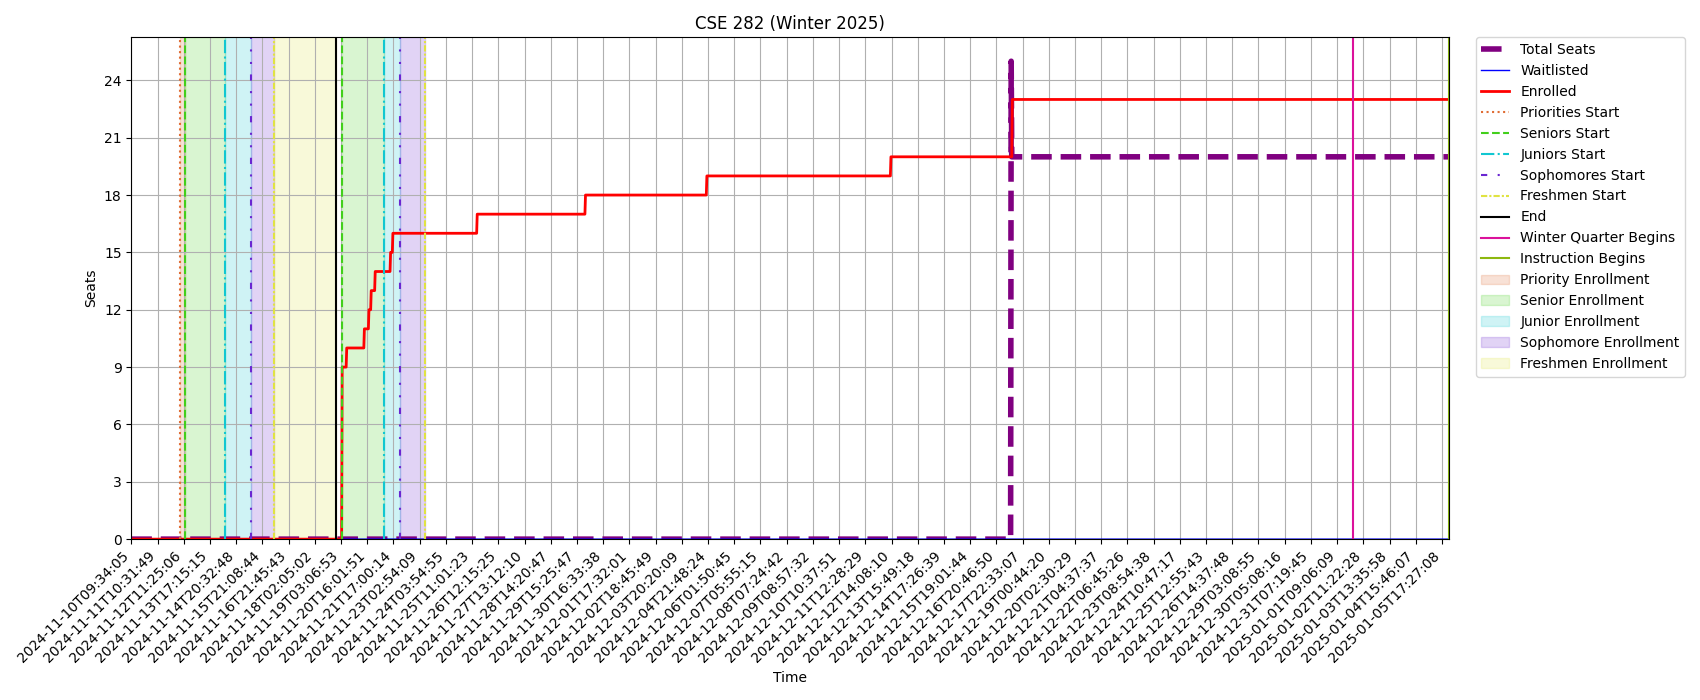 CSE 282 (Winter 2025)
Seats
24
21
18
15
12
9
6
3
0
2024-11-10T09:34:05
2024-11-11T10:31:49
2024-11-12T11:25:06
2024-11-13T17:15:15
2024-11-14T20:32:48
2024-11-15T21:08:44
2024-11-16T21:45:43
2024-11-18T02:05:02
2024-11-19T03:06:53
2024-11-20T16:01:51
2024-11-21T17:00:14
2024-11-23T02:54:09
2024-11-24T03:54:55
2024-11-25T11:01:23
2024-11-26T12:15:25
2024-11-27T13:12:10
2024-11-28T14:20:47
2024-11-29T15:25:47
2024-11-30T16:33:38
2024-12-01T17:32:01
2024-12-02T18:45:49
2024-12-03T20:20:09
2024-12-04T21:48:24
2024-12-06T01:50:45
2024-12-07T05:55:15
2024-12-08T07:24:42
2024-12-09T08:57:32
2024-12-10T10:37:51
2024-12-11T12:28:29
2024-12-12T14:08:10
2024-12-13T15:49:18
2024-12-14T17:26:39
2024-12-15T19:01:44
2024-12-16T20:46:50
2024-12-17T22:33:07
2024-12-19T00:44:20
2024-12-20T02:30:29
2024-12-21T04:37:37
2024-12-22T06:45:26
2024-12-23T08:54:38
2024-12-24T10:47:17
2024-12-25T12:55:43
2024-12-26T14:37:48
2024-12-29T03:08:55
2024-12-30T05:08:16
2024-12-31T07:19:45
2025-01-01T09:06:09
2025-01-02T11:22:28
2025-01-03T13:35:58
2025-01-04T15:46:07
2025-01-05T17:27:08
Time
Total Seats
Waitlisted
Enrolled
Priorities Start
Seniors Start
Juniors Start
Sophomores Start
Freshmen Start
End
Winter Quarter Begins
Instruction Begins
Priority Enrollment
Senior Enrollment
Junior Enrollment
Sophomore Enrollment
Freshmen Enrollment